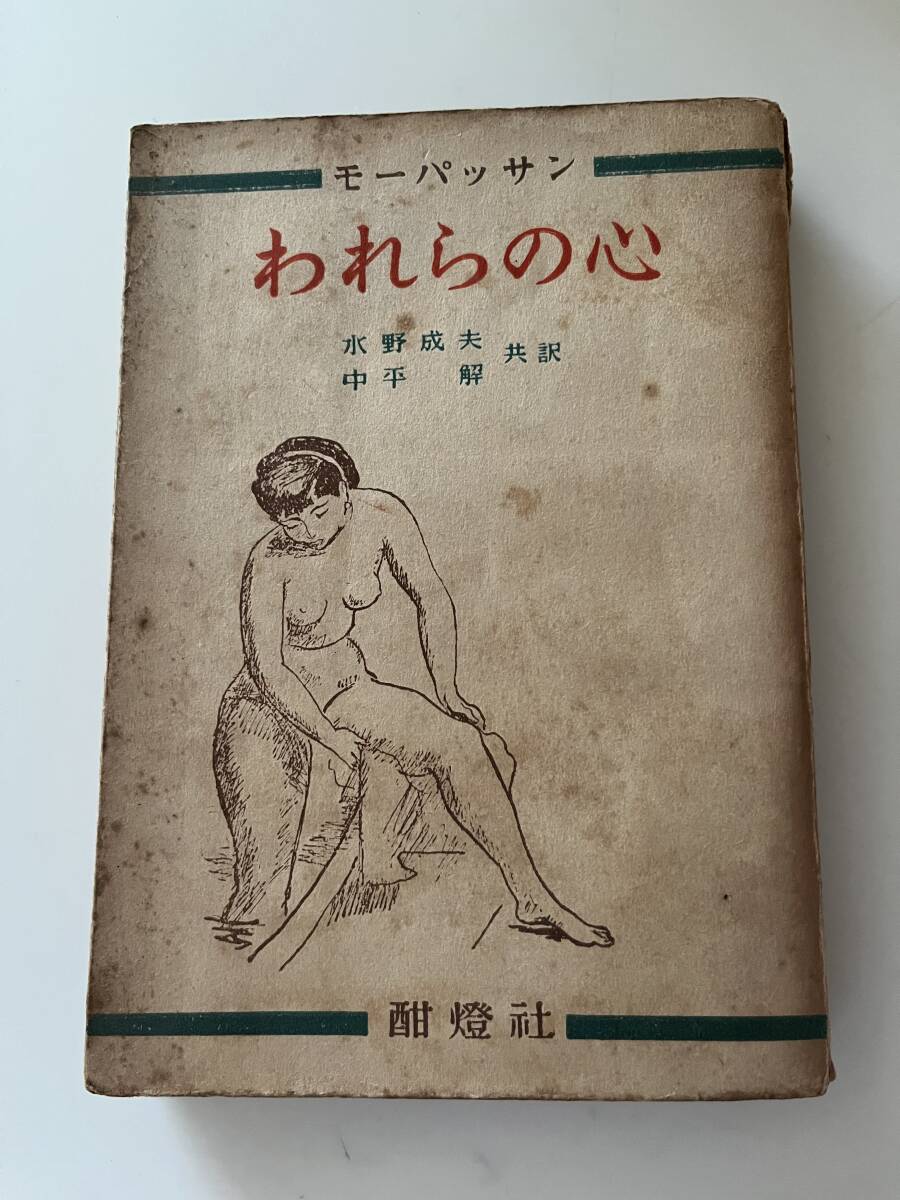 モーパッサン
われらの心
水野成夫
中平 解
共訳
酣燈社